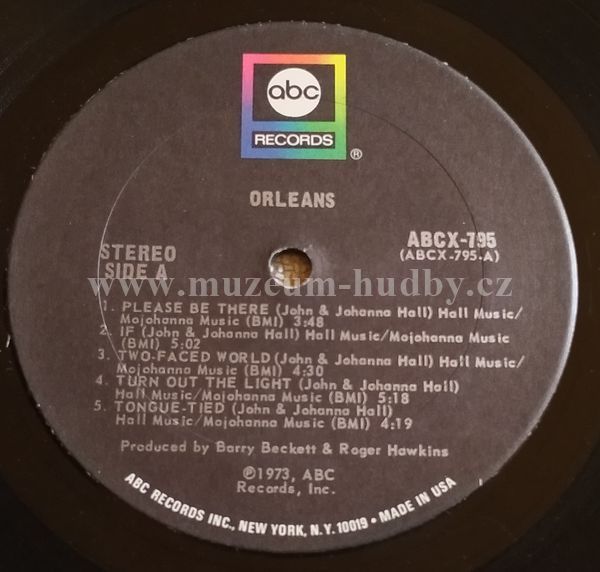 abc
RECORDS
®
ORLEANS
STEREO
SIDE A
ABCX-795
(ABCX-795-A)
www.muzeum-hudby.cz
1. PLEASE BE THERE (John & Johanna Hall) Hall Music/
Mojohanna Music (BMI) 3:48
2. IF (John & Johanna Hall) Hall Music/Mojohanna Music
(BMI) 5:02
3. TWO-FACED WORLD (John & Johanna Hall) Hall Music/
Mojohanna Music (BMI) 4:30
4. TURN OUT THE LIGHT (John & Johanna Hall)
Hall Music/Mojohanna Music (BMI) 5:18
5. TONGUE-TIED (John & Johanna Hall)
Hall Music/Mojohanna Music (BMI) 4:19
Produced by Barry Beckett & Roger Hawkins
℗1973, ABC
Records, Inc.
ABC RECORDS INC., NEW YORK, N.Y. 10019 • MADE IN USA